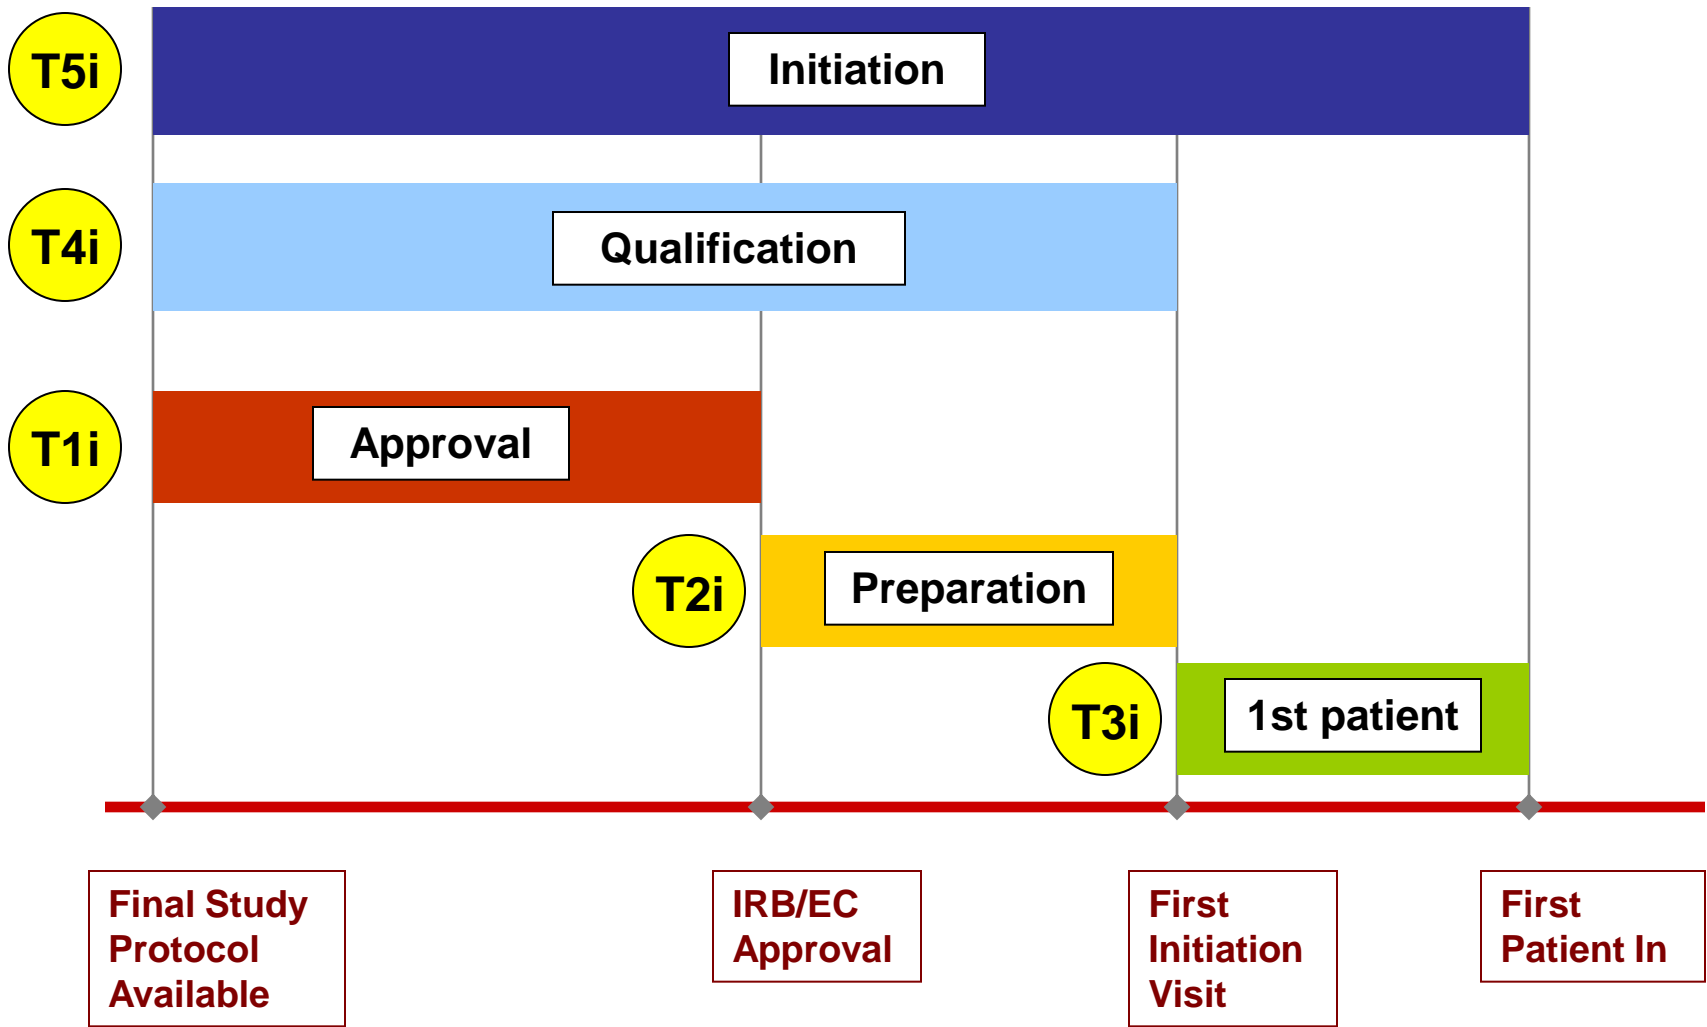 T5i
Initiation
T4i
Qualification
T1i
Approval
T2i
Preparation
T3i
1st patient
Final Study
Protocol
Available
IRB/EC
Approval
First
Initiation
Visit
First
Patient In